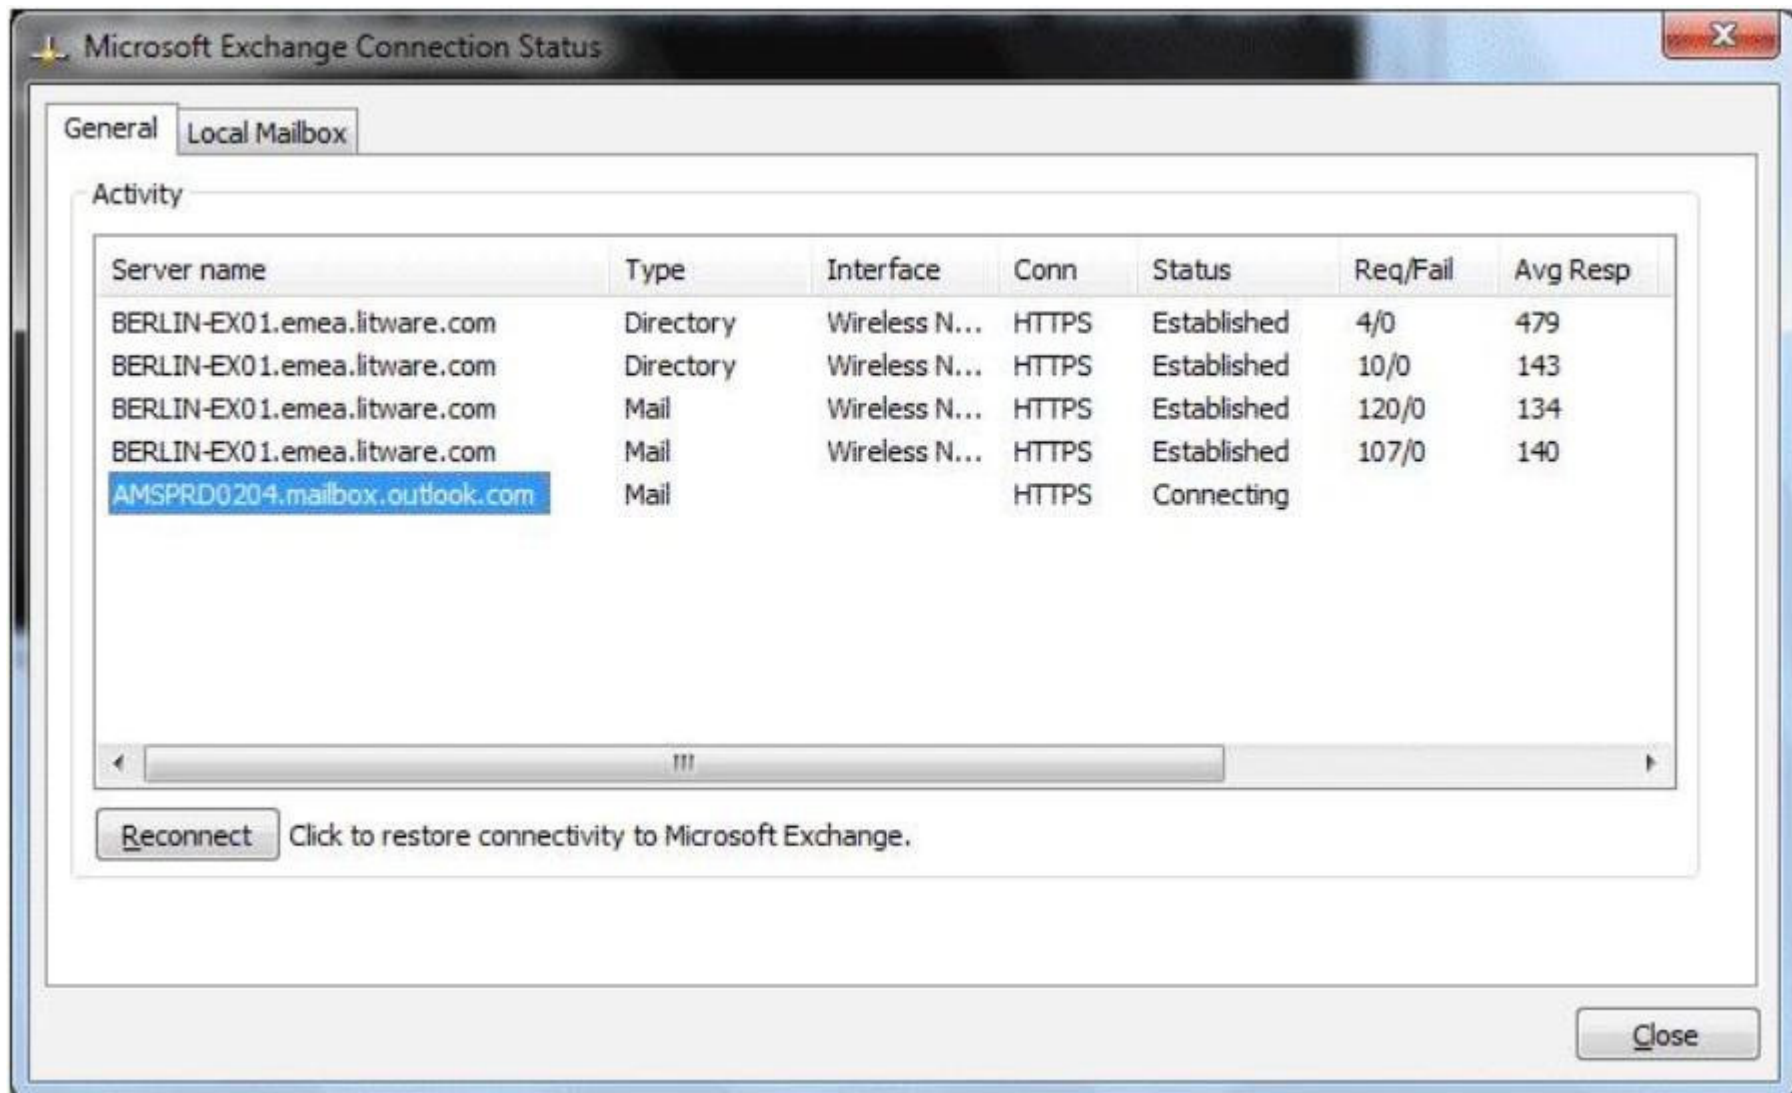 Microsoft Exchange Connection Status
General Local Mailbox
Activity
Server name Type Interface Conn Status Req/Fail Avg Resp
BERLIN-EX01.emea.litware.com Directory Wireless N... HTTPS Established 4/0 479
BERLIN-EX01.emea.litware.com Directory Wireless N... HTTPS Established 10/0 143
BERLIN-EX01.emea.litware.com Mail Wireless N... HTTPS Established 120/0 134
BERLIN-EX01.emea.litware.com Mail Wireless N... HTTPS Established 107/0 140
AMSPRD0204.mailbox.outlook.com Mail HTTPS Connecting
Reconnect Click to restore connectivity to Microsoft Exchange.
Close